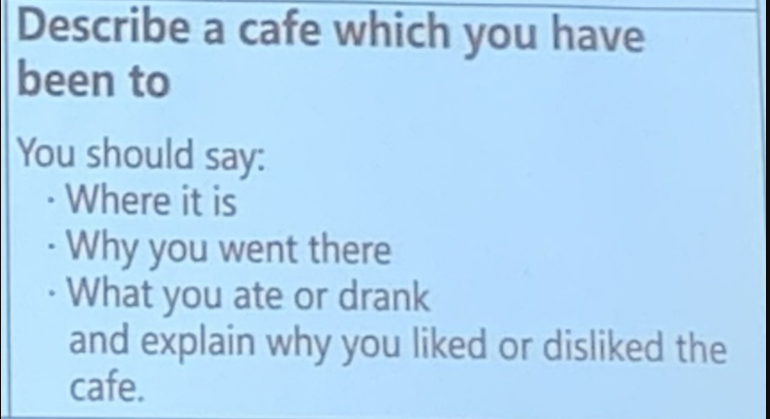 Describe a cafe which you have
been to
You should say:
· Where it is
· Why you went there
· What you ate or drank
and explain why you liked or disliked the
cafe.